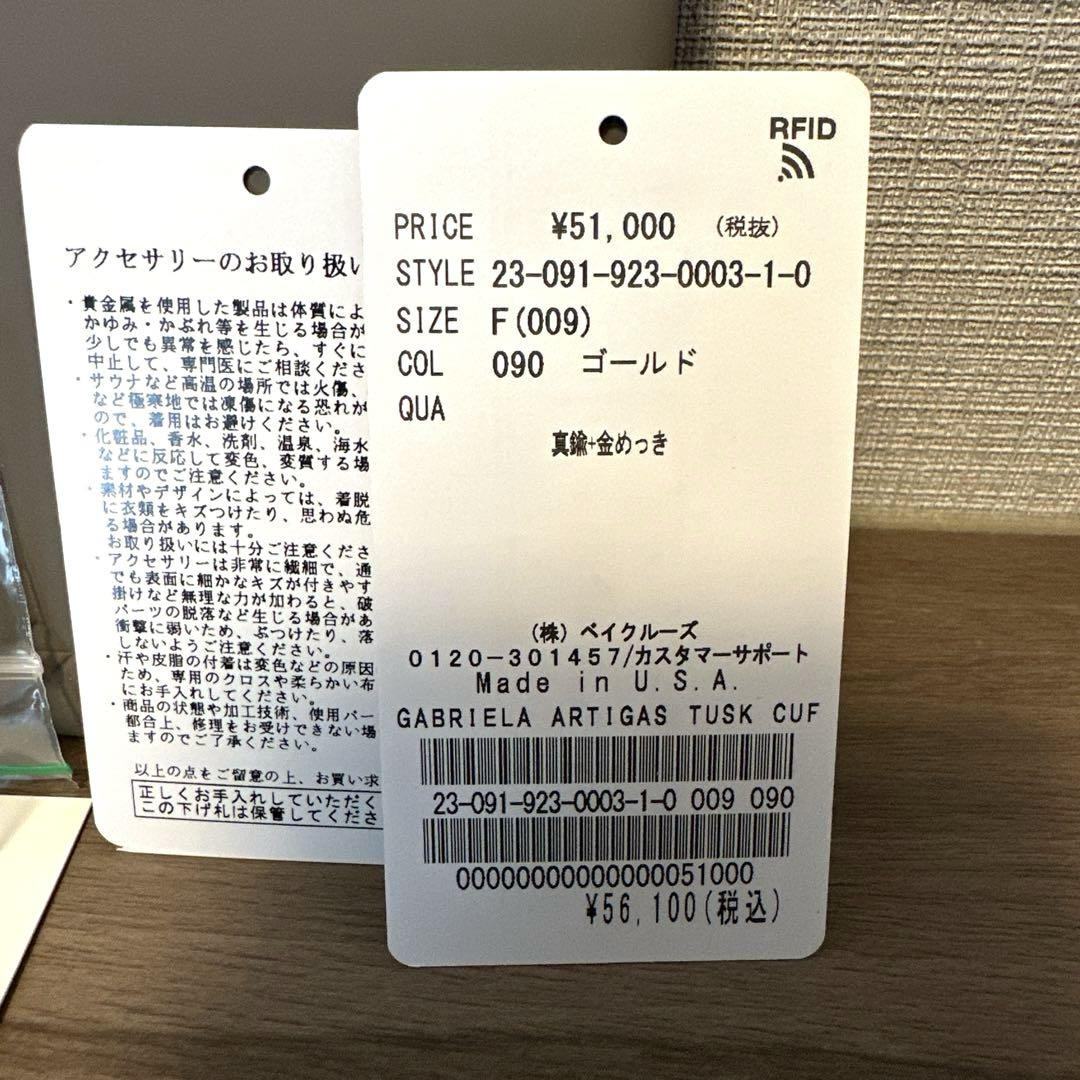 アクセサリーのお取り扱い
・貴金属を使用した製品は体質によ
かゆみ・かぶれ等を生じる場合が
少しでも異常を感じたら、すぐに
中止して、専門医にご相談くださ
・サウナなど高温の場所では火傷、
など極寒地では凍傷になる恐れが
ので、着用はお避けください。
・化粧品、香水、洗剤、温泉、海水
などに反応して変色、変質する場
ますのでご注意ください。
・素材やデザインによっては、着脱
に衣類をキズつけたり、思わぬ危
る場合があります。
お取り扱いには十分ご注意くださ
・アクセサリーは非常に繊細で、通
でも表面に細かなキズが付きやす
掛けなど無理な力が加わると、破
パーツの脱落など生じる場合があ
衝撃に弱いため、ぶつけたり、落
しないようご注意ください。
・汗や皮脂の付着は変色などの原因
ため、専用のクロスや柔らかい布
にお手入れしてください。
・商品の状態や加工技術、使用パー
都合上、修理をお受けできない場
ますのでご了承ください。
以上の点をご留意の上、お買い求
正しくお手入れしていただく
この下げ札は保管してくださ
RFID
PRICE ¥51,000 (税抜)
STYLE 23-091-923-0003-1-0
SIZE F(009)
COL 090 ゴールド
QUA
真鍮+金めっき
(株) ベイクルーズ
0120-301457/カスタマーサポート
Made in U.S.A.
GABRIELA ARTIGAS TUSK CUF
23-091-923-0003-1-0 009 090
00000000000000051000
¥56,100(税込)